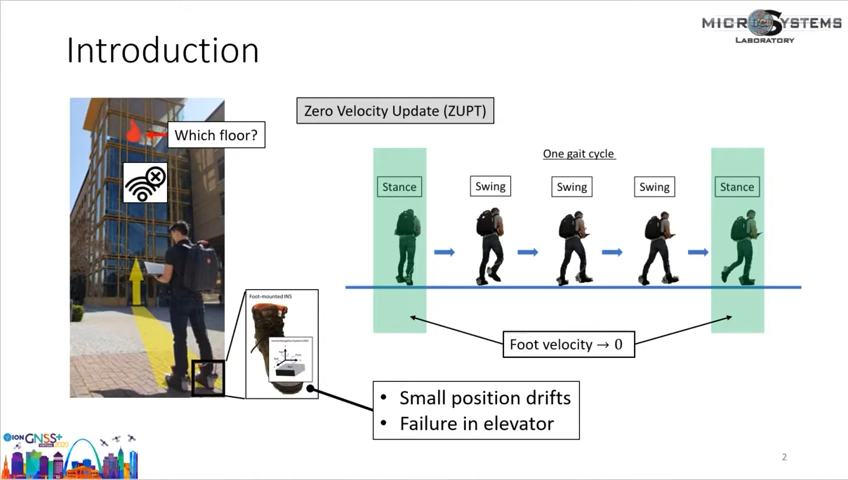 Introduction
MICROSYSTEMS
LABORATORY
Which floor?
Zero Velocity Update (ZUPT)
One gait cycle
Stance
Swing
Swing
Swing
Stance
Foot-mounted INS
Foot velocity → 0
• Small position drifts
• Failure in elevator
ION GNSS+
2